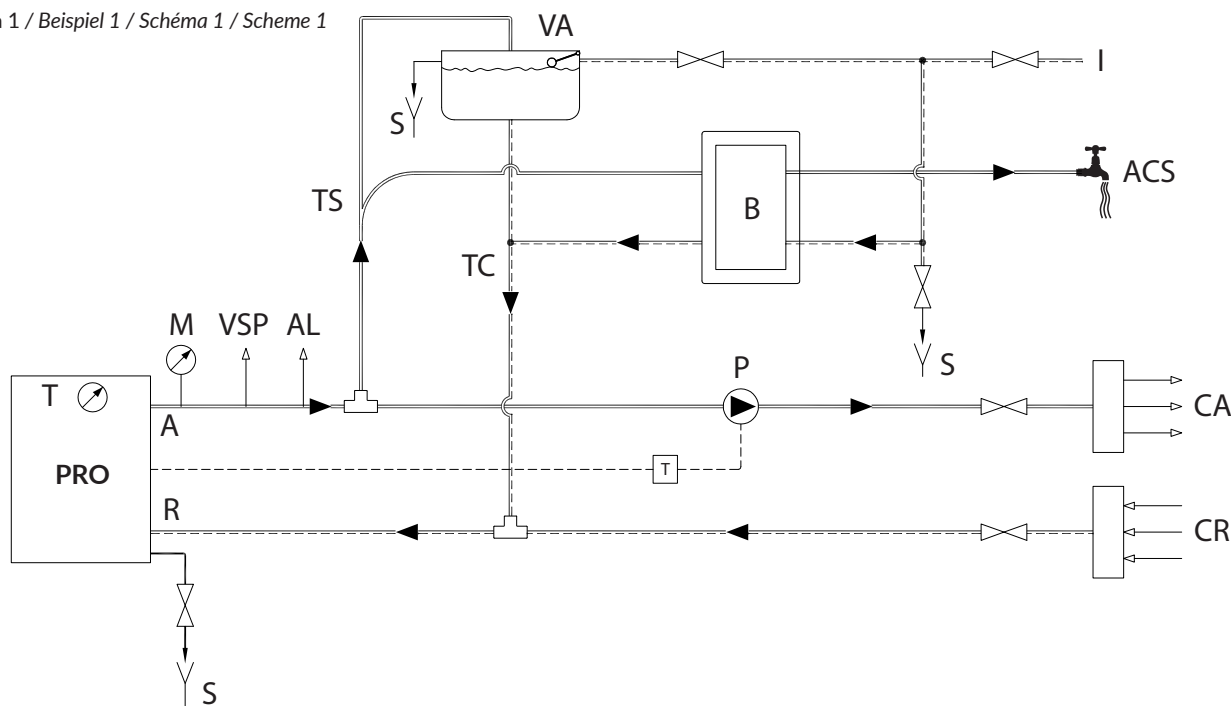 1 / Beispiel 1 / Schéma 1 / Scheme 1
VA
I
S
ACS
TS
B
TC
M VSP AL
S
P
T
A
CA
T
PRO
R
CR
S